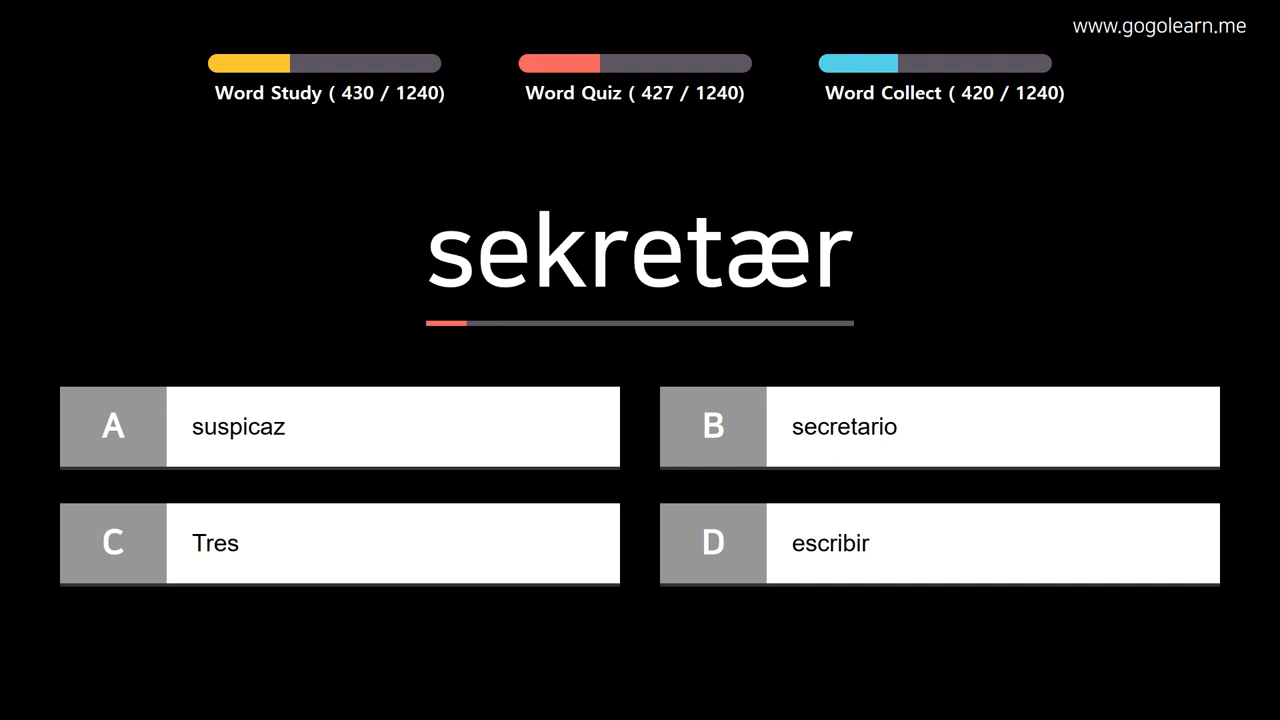 www.gogolearn.me
Word Study ( 430 / 1240)
Word Quiz ( 427 / 1240)
Word Collect ( 420 / 1240)
sekretær
A suspicaz
B secretario
C Tres
D escribir